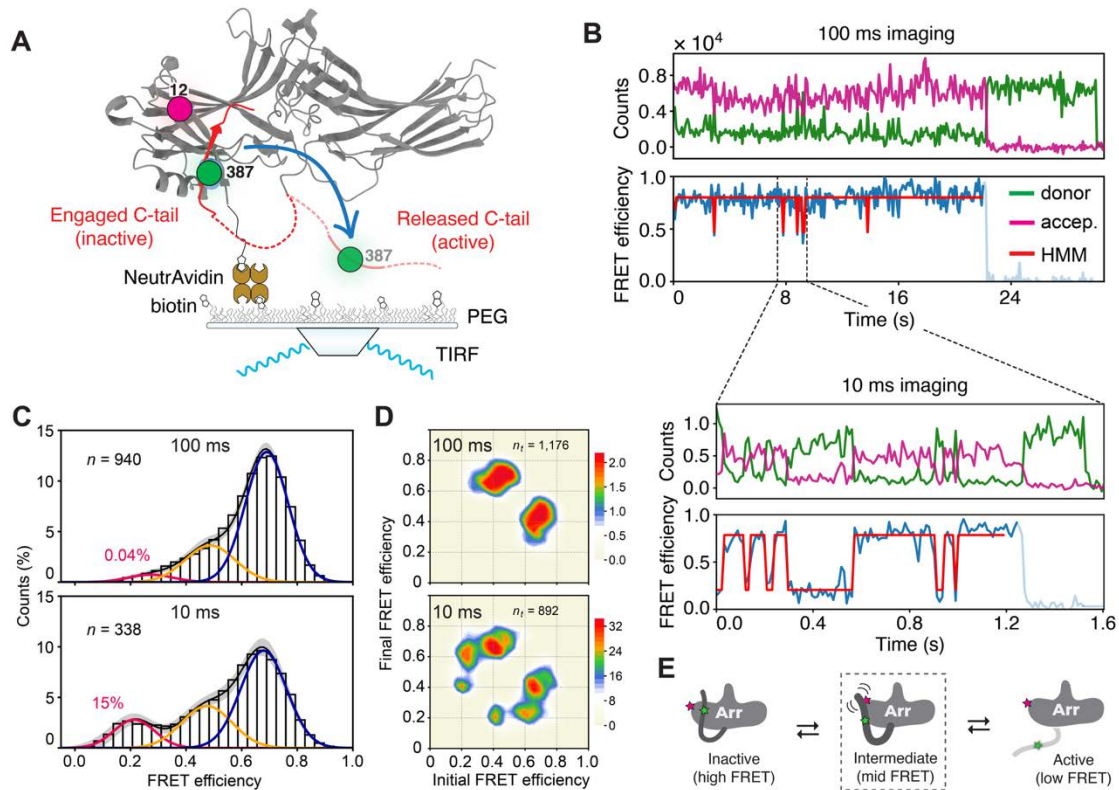 A
12
387
Engaged C-tail
(inactive)
Released C-tail
(active)
387
NeutrAvidin
biotin
PEG
TIRF
B
100 ms imaging
× 10⁴
Counts
0.8
0.4
0.0
FRET efficiency
1.0
0.5
0.0
donor
accep.
HMM
0 8 16 24
Time (s)
10 ms imaging
Counts
1.0
0.5
0.0
FRET efficiency
1.0
0.5
0.0
0.0 0.4 0.8 1.2 1.6
Time (s)
C
Counts (%)
15
10
5
0
n = 940
100 ms
0.04%
15
10
5
0
n = 338
10 ms
15%
0.0 0.2 0.4 0.6 0.8 1.0
FRET efficiency
D
Final FRET efficiency
100 ms
nt = 1,176
0.8
0.6
0.4
0.2
0
2.0
1.5
1.0
0.5
0.0
10 ms
nt = 892
0.8
0.6
0.4
0.2
0
32
24
16
8
0
0 0.2 0.4 0.6 0.8
Initial FRET efficiency
E
Arr
Inactive
(high FRET)
Arr
Intermediate
(mid FRET)
Arr
Active
(low FRET)